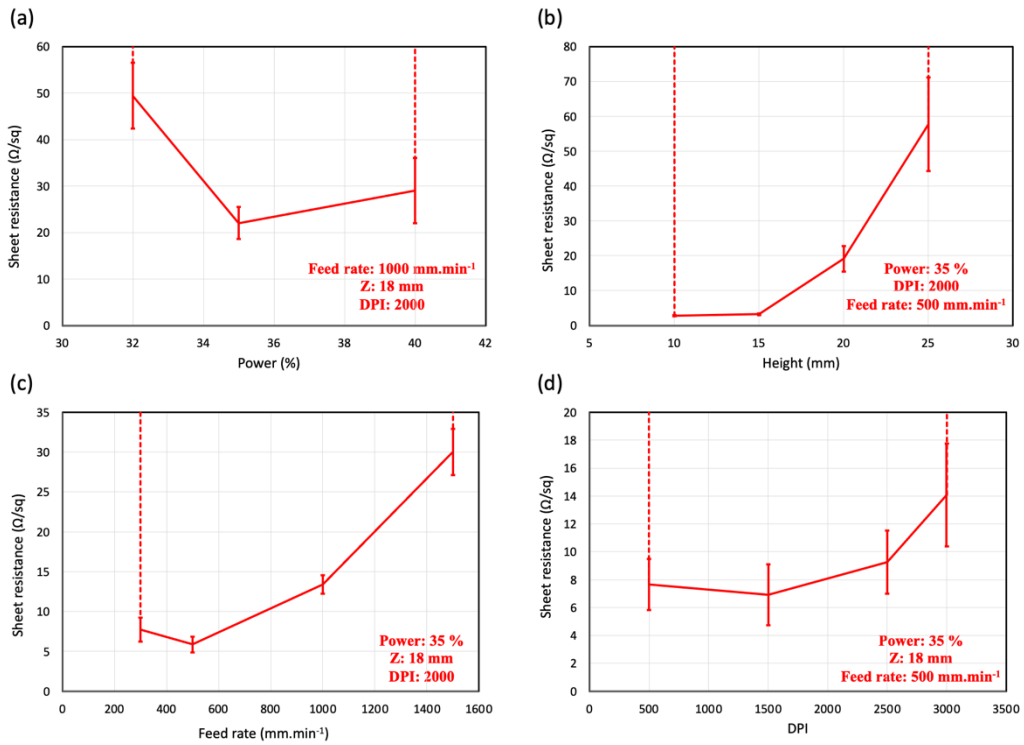 (a)
Sheet resistance (Ω/sq)
60
50
40
30
20
10
0
30 32 34 36 38 40 42
Power (%)
Feed rate: 1000 mm.min⁻¹
Z: 18 mm
DPI: 2000
(b)
Sheet resistance (Ω/sq)
80
70
60
50
40
30
20
10
0
5 10 15 20 25 30
Height (mm)
Power: 35 %
DPI: 2000
Feed rate: 500 mm.min⁻¹
(c)
Sheet resistance (Ω/sq)
35
30
25
20
15
10
5
0
0 200 400 600 800 1000 1200 1400 1600
Feed rate (mm.min⁻¹)
Power: 35 %
Z: 18 mm
DPI: 2000
(d)
Sheet resistance (Ω/sq)
20
18
16
14
12
10
8
6
4
2
0
0 500 1000 1500 2000 2500 3000 3500
DPI
Power: 35 %
Z: 18 mm
Feed rate: 500 mm.min⁻¹